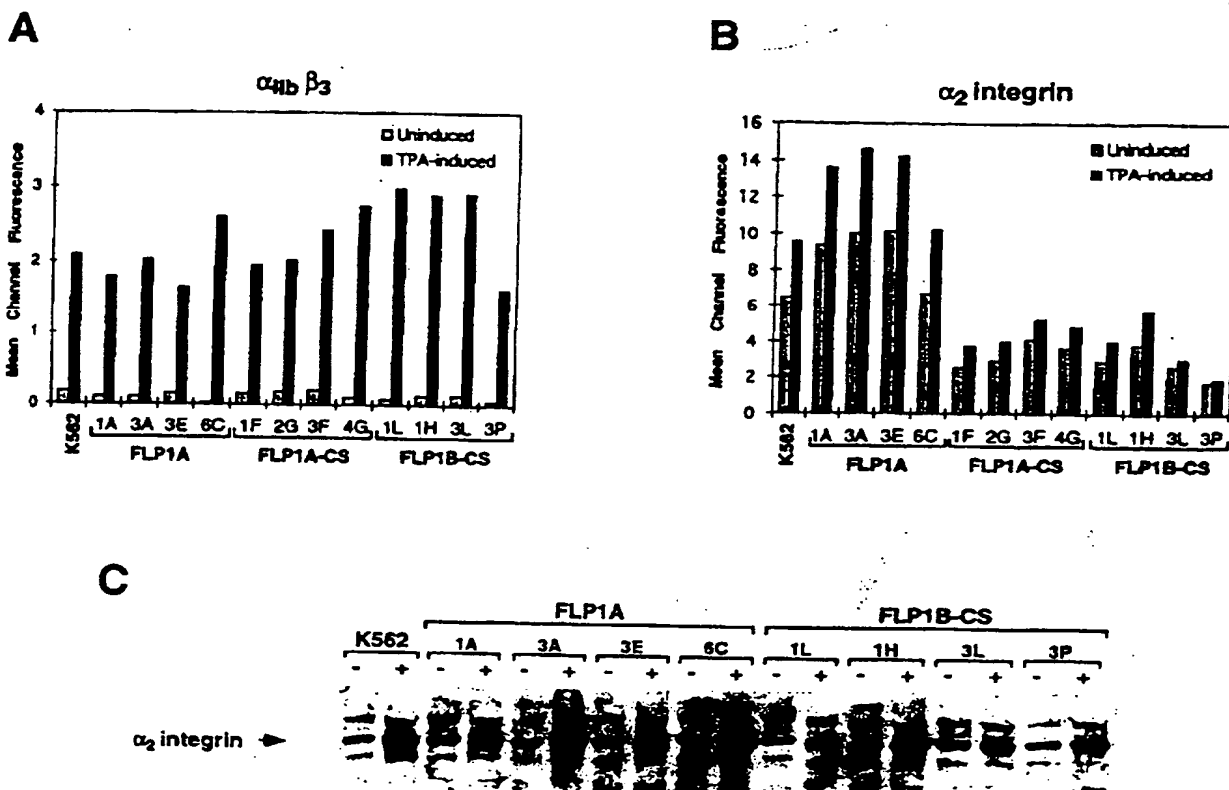 A
αIIb β3
4
3
2
1
0
Mean Channel Fluorescence
Uninduced
TPA-induced
K562 1A 3A 3E 6C 1F 2G 3F 4G 1L 1H 3L 3P
FLP1A FLP1A-CS FLP1B-CS
B
α2 integrin
16
14
12
10
8
6
4
2
0
Mean Channel Fluorescence
Uninduced
TPA-induced
K562 1A 3A 3E 6C 1F 2G 3F 4G 1L 1H 3L 3P
FLP1A FLP1A-CS FLP1B-CS
C
FLP1A FLP1B-CS
K562 1A 3A 3E 6C 1L 1H 3L 3P
- + - + - + - + - + - + - + - + - +
α2 integrin